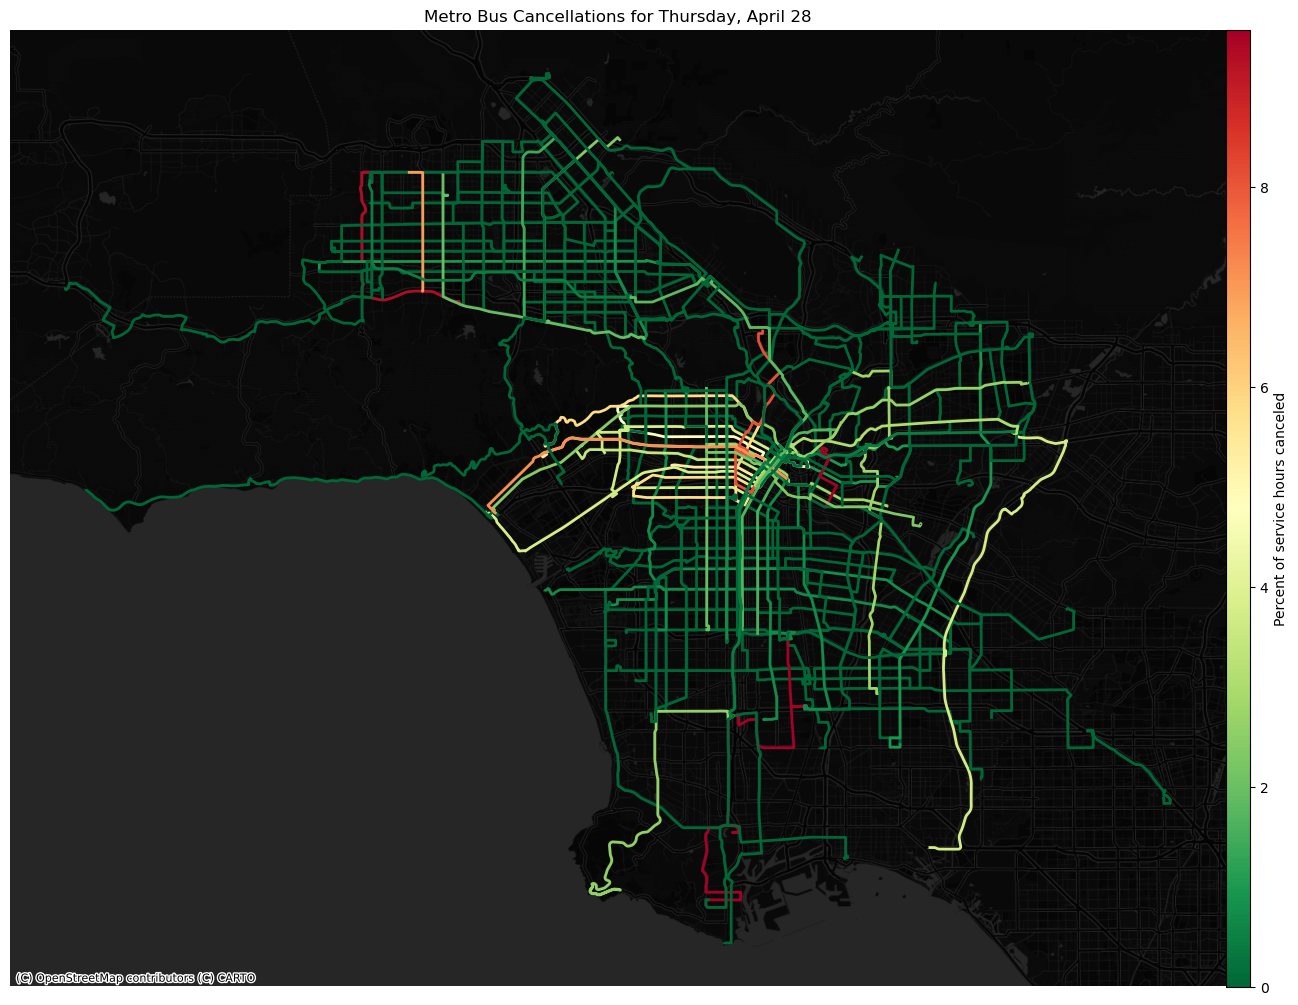 Metro Bus Cancellations for Thursday, April 28
8
6
4
2
0
Percent of service hours canceled
(C) OpenStreetMap contributors (C) CARTO